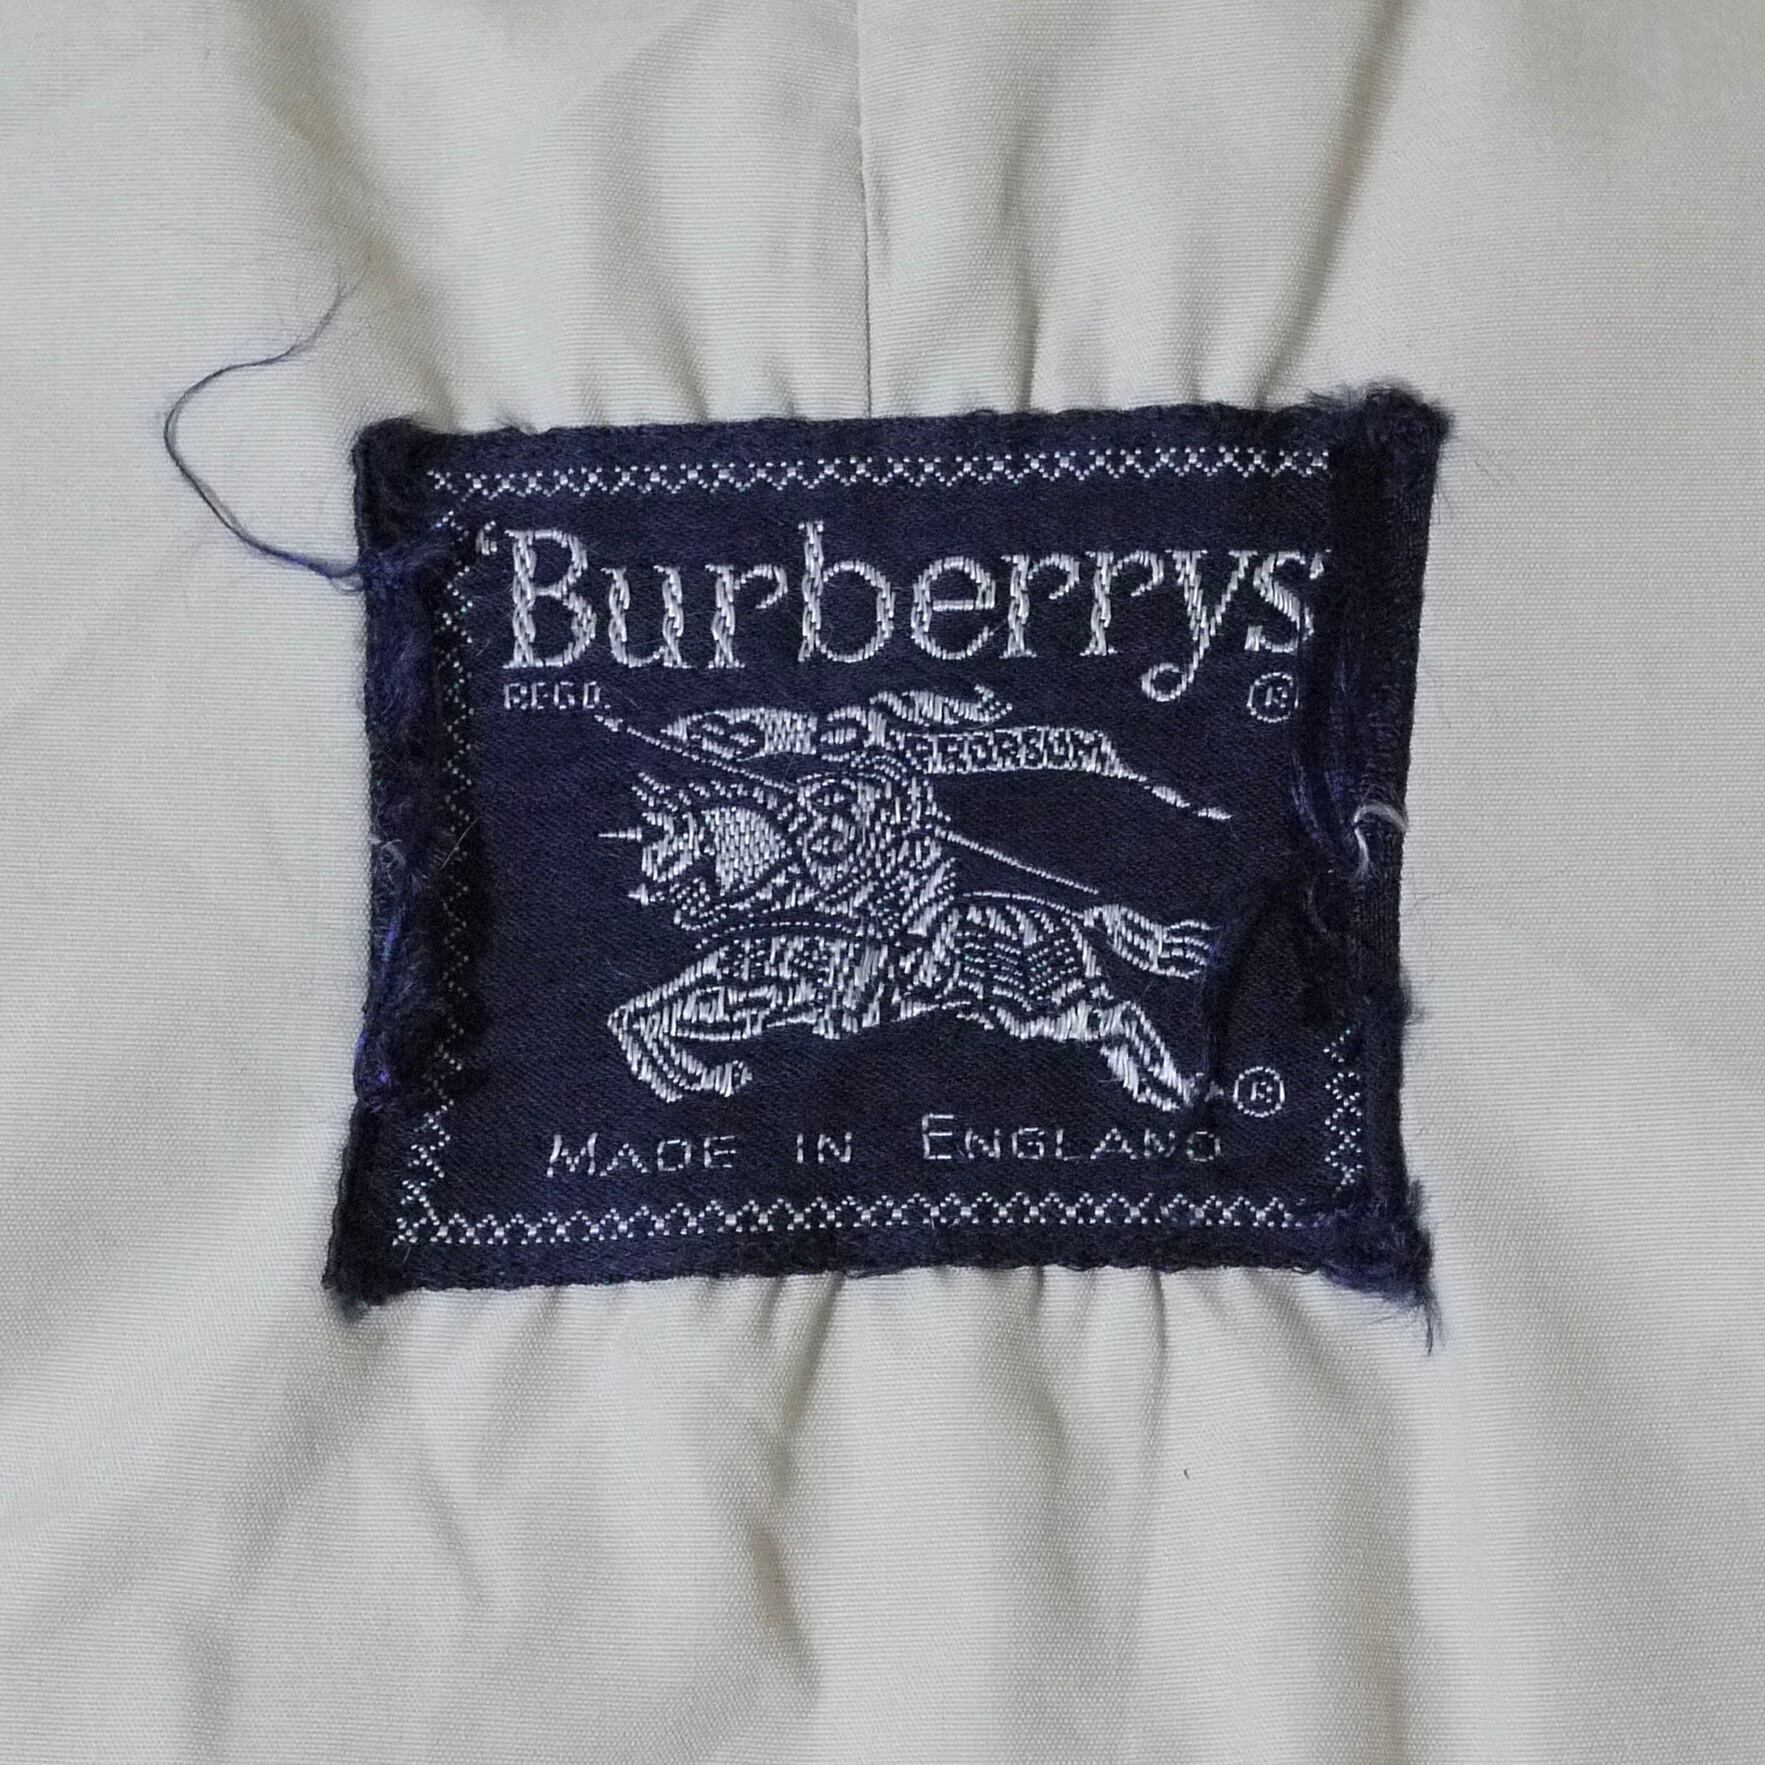 'Burberrys'
REGD. ®
PRORSUM
®
MADE IN ENGLAND